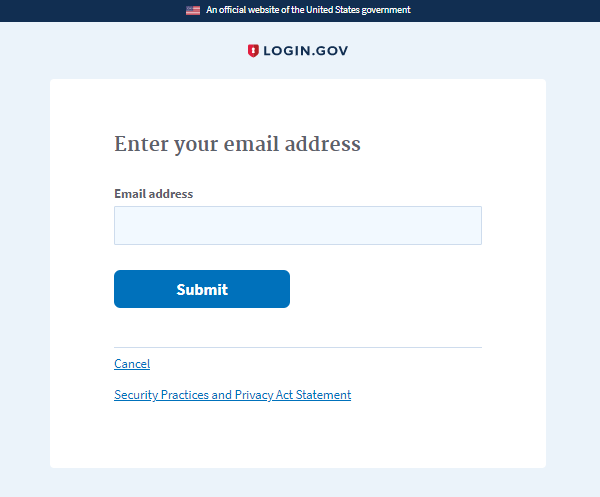 An official website of the United States government
LOGIN.GOV
Enter your email address
Email address
Submit
Cancel
Security Practices and Privacy Act Statement